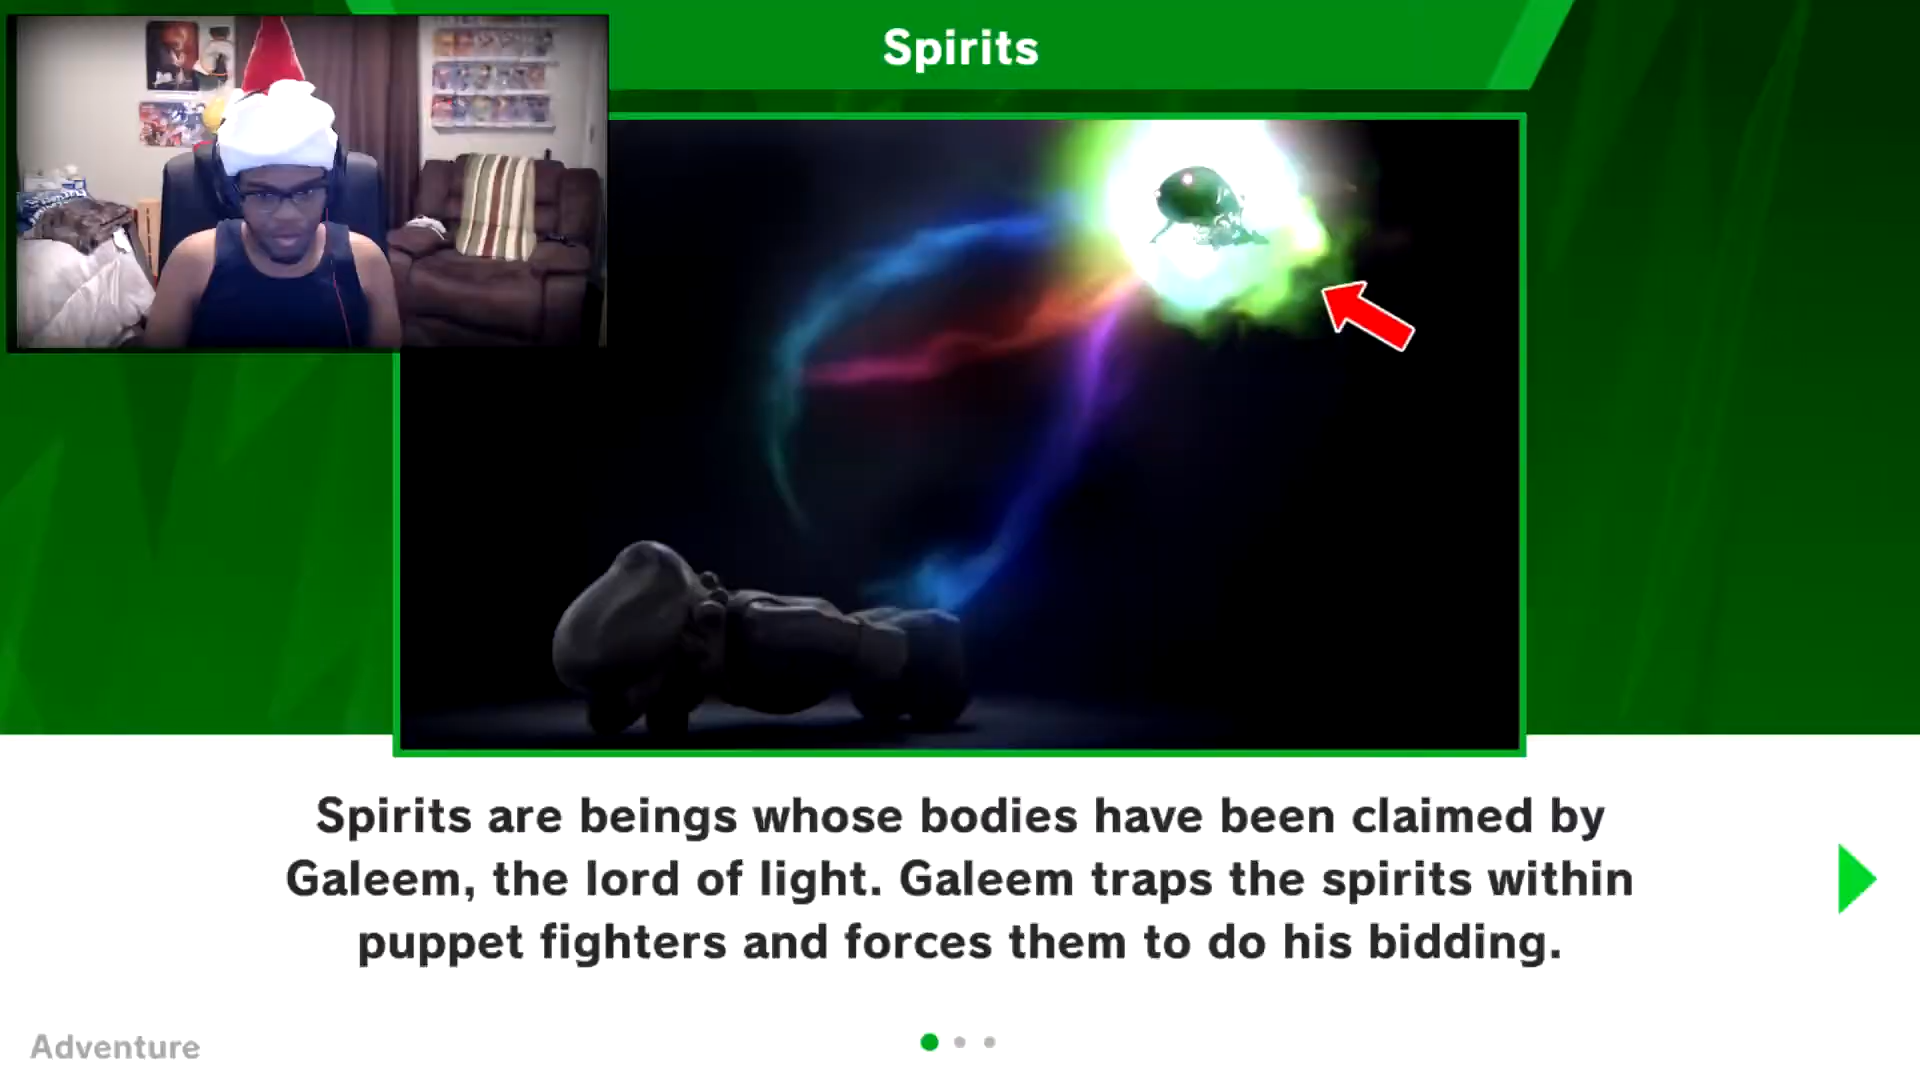 Spirits
Spirits are beings whose bodies have been claimed by
Galeem, the lord of light. Galeem traps the spirits within
puppet fighters and forces them to do his bidding.
Adventure